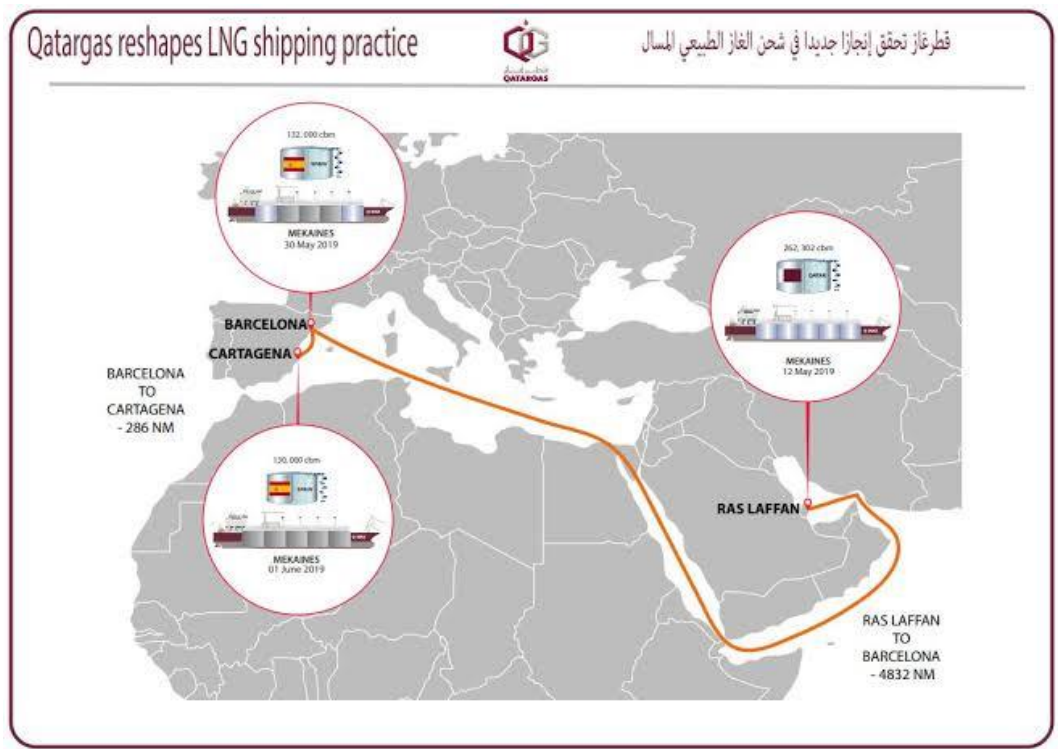 Qatargas reshapes LNG shipping practice
QATARGAS
قطرغاز تحقق إنجازا جديدا في شحن الغاز الطبيعي المسال
132, 000 cbm
MEKAINES
30 May 2019
262, 302 cbm
QATAR
MEKAINES
12 May 2019
BARCELONA
CARTAGENA
BARCELONA
TO
CARTAGENA
- 286 NM
130, 000 cbm
MEKAINES
01 June 2019
RAS LAFFAN
RAS LAFFAN
TO
BARCELONA
- 4832 NM